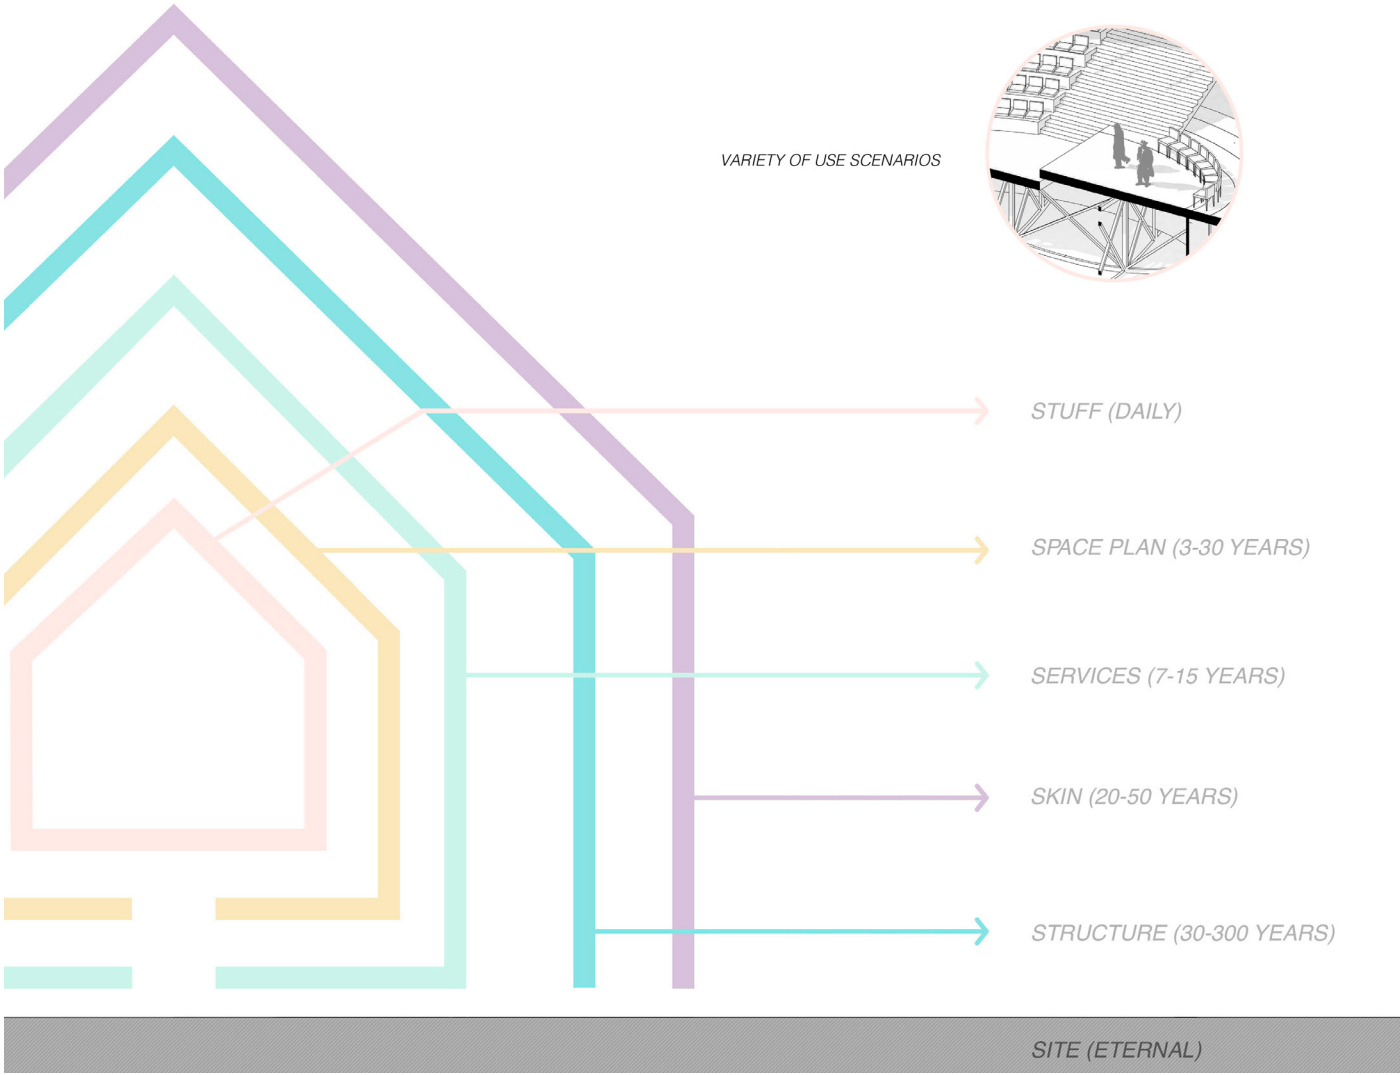 VARIETY OF USE SCENARIOS
STUFF (DAILY)
SPACE PLAN (3-30 YEARS)
SERVICES (7-15 YEARS)
SKIN (20-50 YEARS)
STRUCTURE (30-300 YEARS)
SITE (ETERNAL)